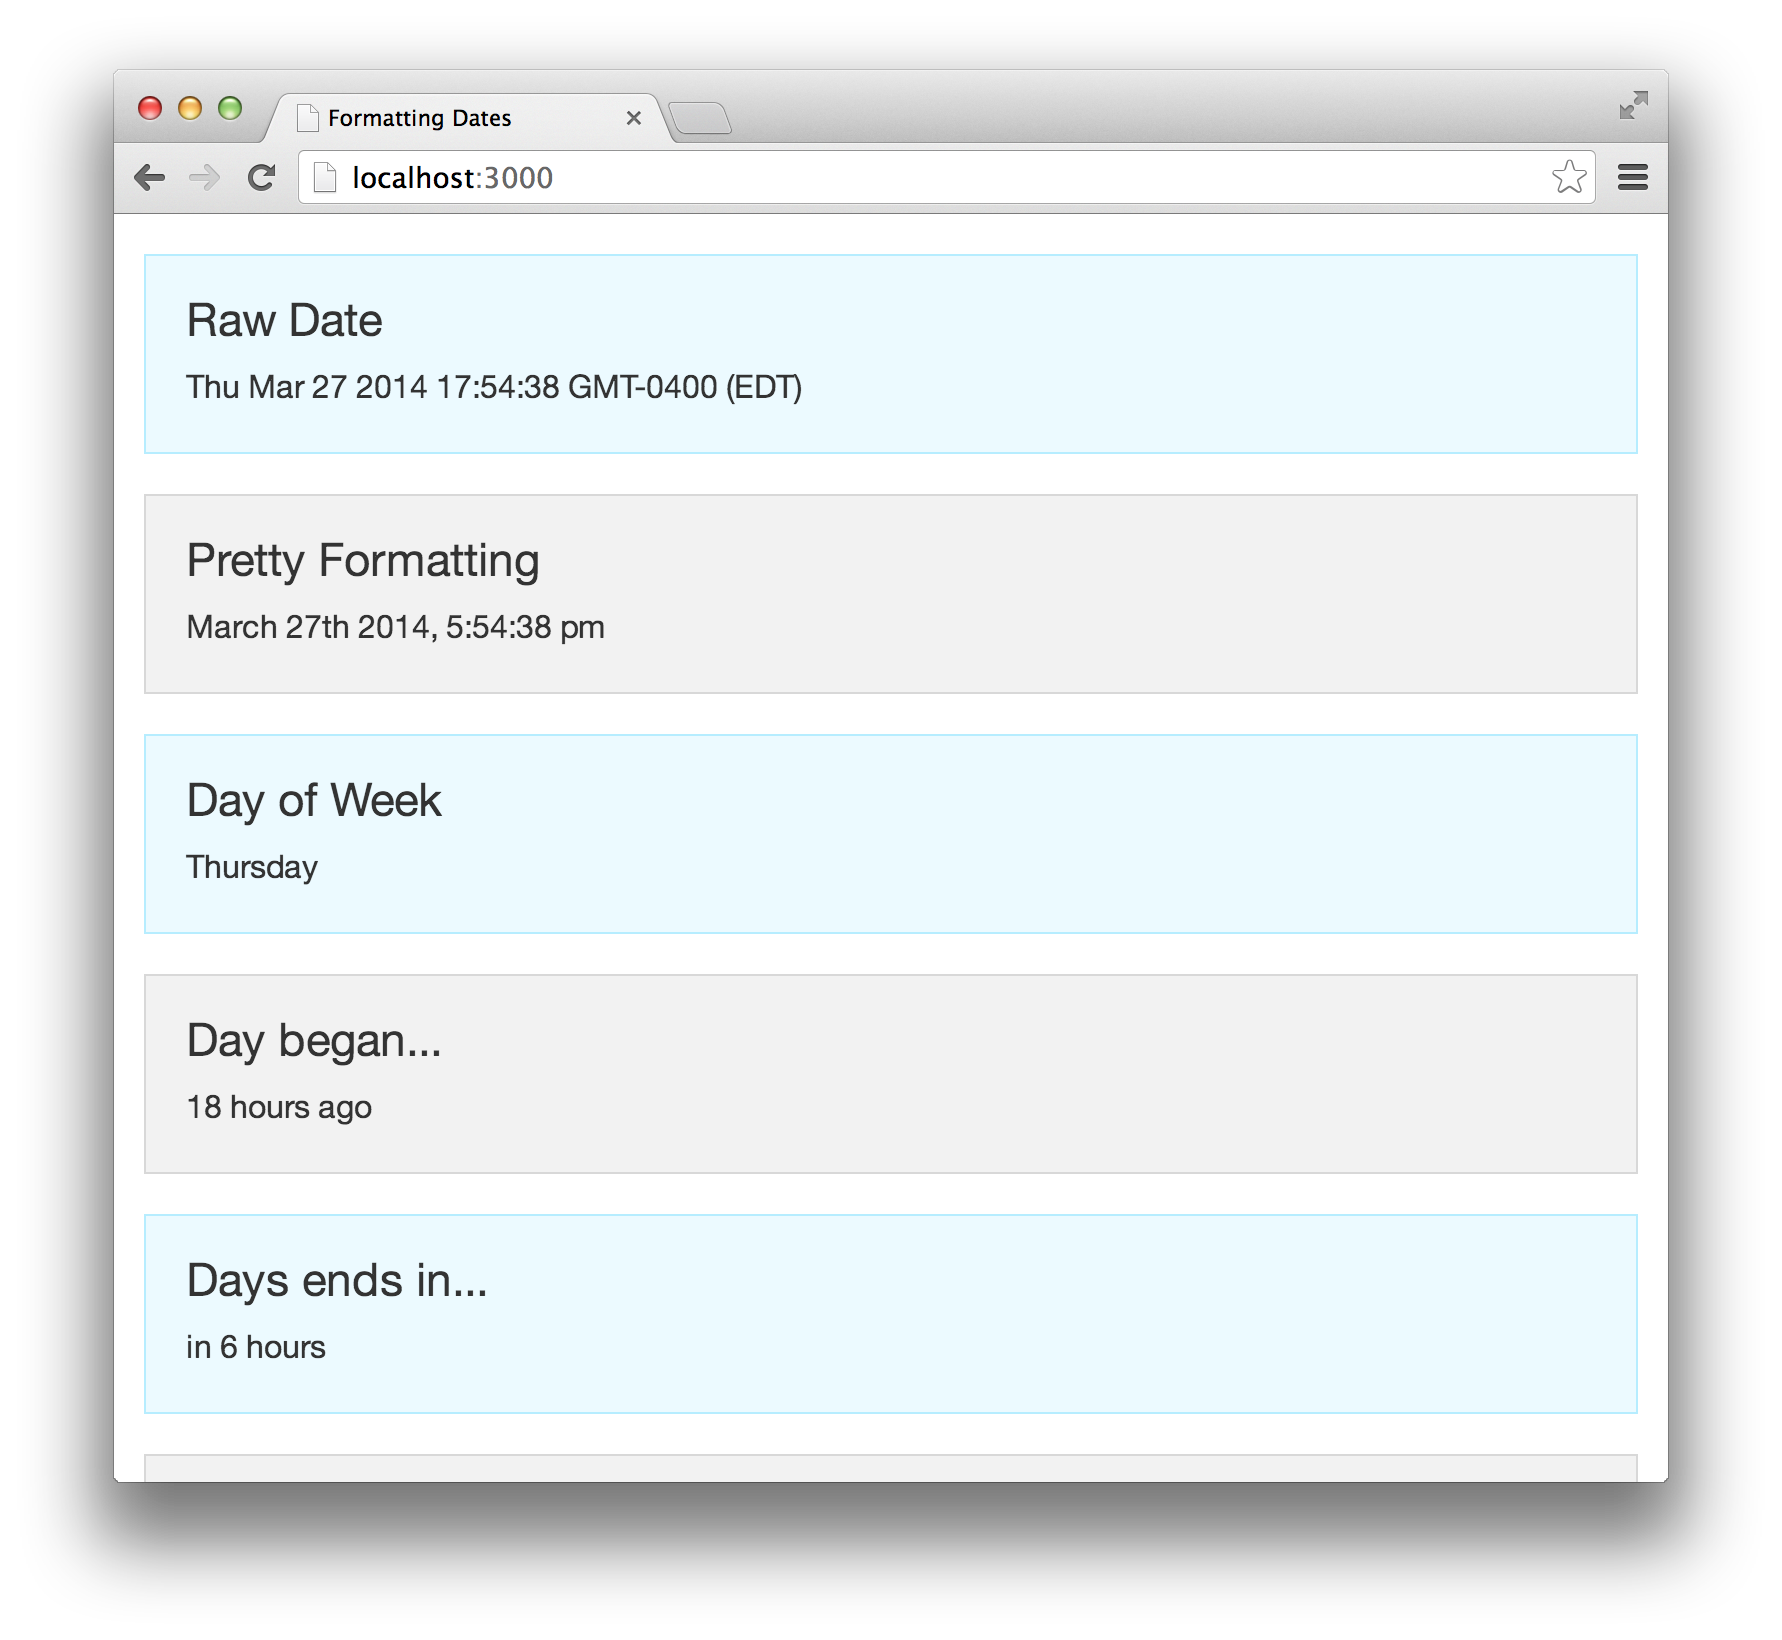 Formatting Dates
localhost:3000
Raw Date
Thu Mar 27 2014 17:54:38 GMT-0400 (EDT)
Pretty Formatting
March 27th 2014, 5:54:38 pm
Day of Week
Thursday
Day began...
18 hours ago
Days ends in...
in 6 hours